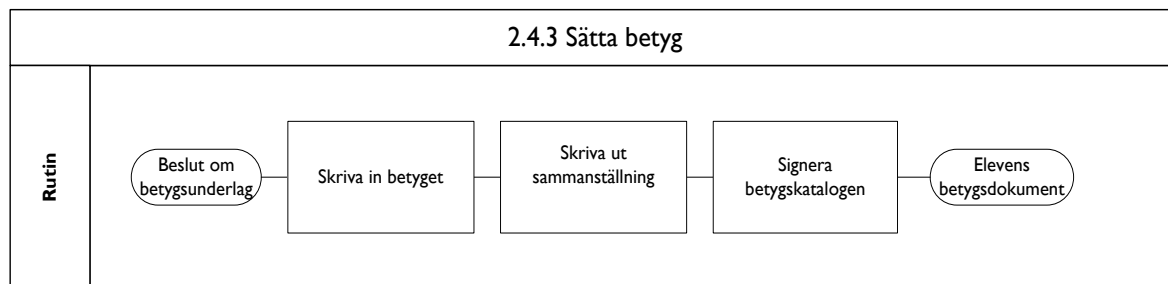 2.4.3 Sätta betyg
Rutin
Beslut om
betygsunderlag
Skriva in betyget
Skriva ut
sammanställning
Signera
betygskatalogen
Elevens
betygsdokument